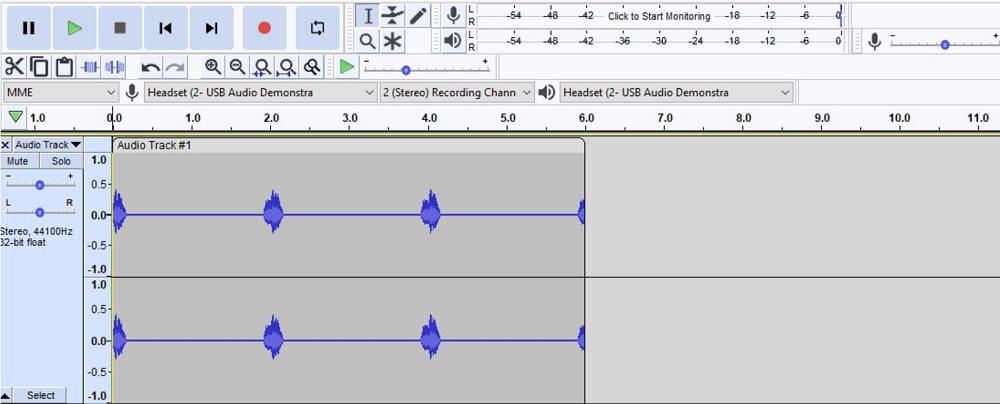 L
R
-54 -48 -42 Click to Start Monitoring -18 -12 -6 0
L
R
-54 -48 -42 -36 -30 -24 -18 -12 -6 0
- +
- +
MME
Headset (2- USB Audio Demonstra
2 (Stereo) Recording Chann
Headset (2- USB Audio Demonstra
1.0 0.0 1.0 2.0 3.0 4.0 5.0 6.0 7.0 8.0 9.0 10.0 11.0
Audio Track
Audio Track #1
Mute Solo
- +
L R
Stereo, 44100Hz
32-bit float
1.0
0.5
0.0
-0.5
-1.0
1.0
0.5
0.0
-0.5
-1.0
Select